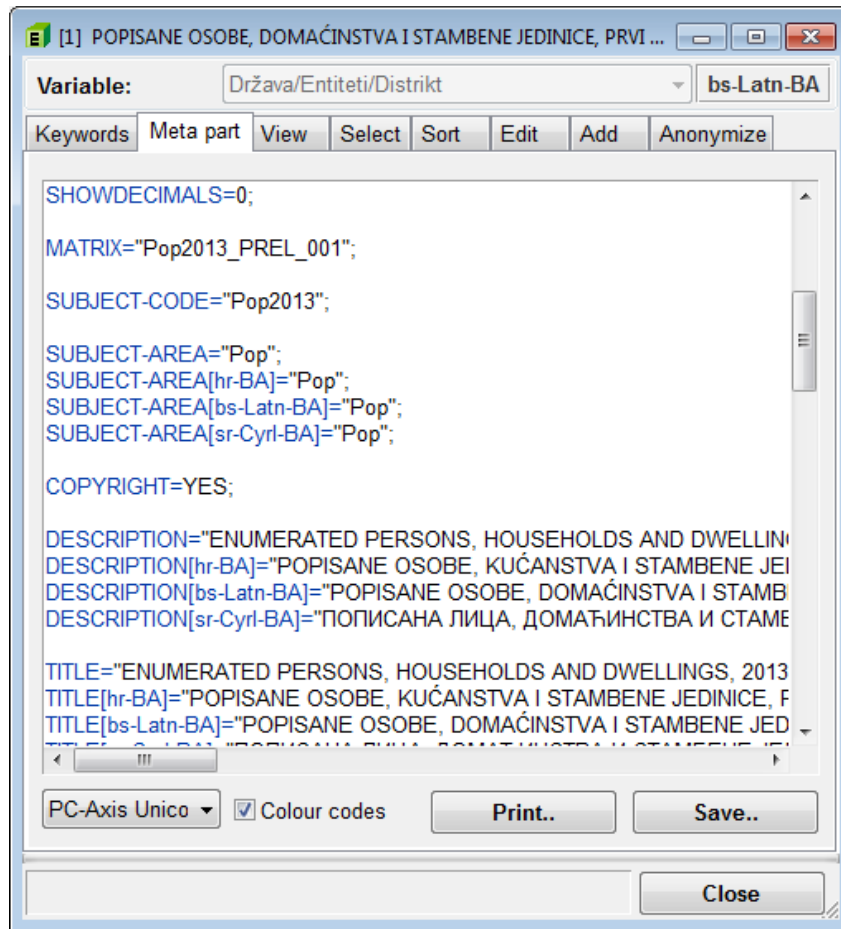 [1] POPISANE OSOBE, DOMAĆINSTVA I STAMBENE JEDINICE, PRVI ...
Variable: Država/Entiteti/Distrikt bs-Latn-BA
Keywords Meta part View Select Sort Edit Add Anonymize
SHOWDECIMALS=0;
MATRIX="Pop2013_PREL_001";
SUBJECT-CODE="Pop2013";
SUBJECT-AREA="Pop";
SUBJECT-AREA[hr-BA]="Pop";
SUBJECT-AREA[bs-Latn-BA]="Pop";
SUBJECT-AREA[sr-Cyrl-BA]="Pop";
COPYRIGHT=YES;
DESCRIPTION="ENUMERATED PERSONS, HOUSEHOLDS AND DWELLIN
DESCRIPTION[hr-BA]="POPISANE OSOBE, KUĆANSTVA I STAMBENE JE
DESCRIPTION[bs-Latn-BA]="POPISANE OSOBE, DOMAĆINSTVA I STAMB
DESCRIPTION[sr-Cyrl-BA]="ПОПИСАНА ЛИЦА, ДОМАЋИНСТВА И СТАМЕ
TITLE="ENUMERATED PERSONS, HOUSEHOLDS AND DWELLINGS, 2013
TITLE[hr-BA]="POPISANE OSOBE, KUĆANSTVA I STAMBENE JEDINICE,
TITLE[bs-Latn-BA]="POPISANE OSOBE, DOMAĆINSTVA I STAMBENE JED
PC-Axis Unico Colour codes Print.. Save..
Close